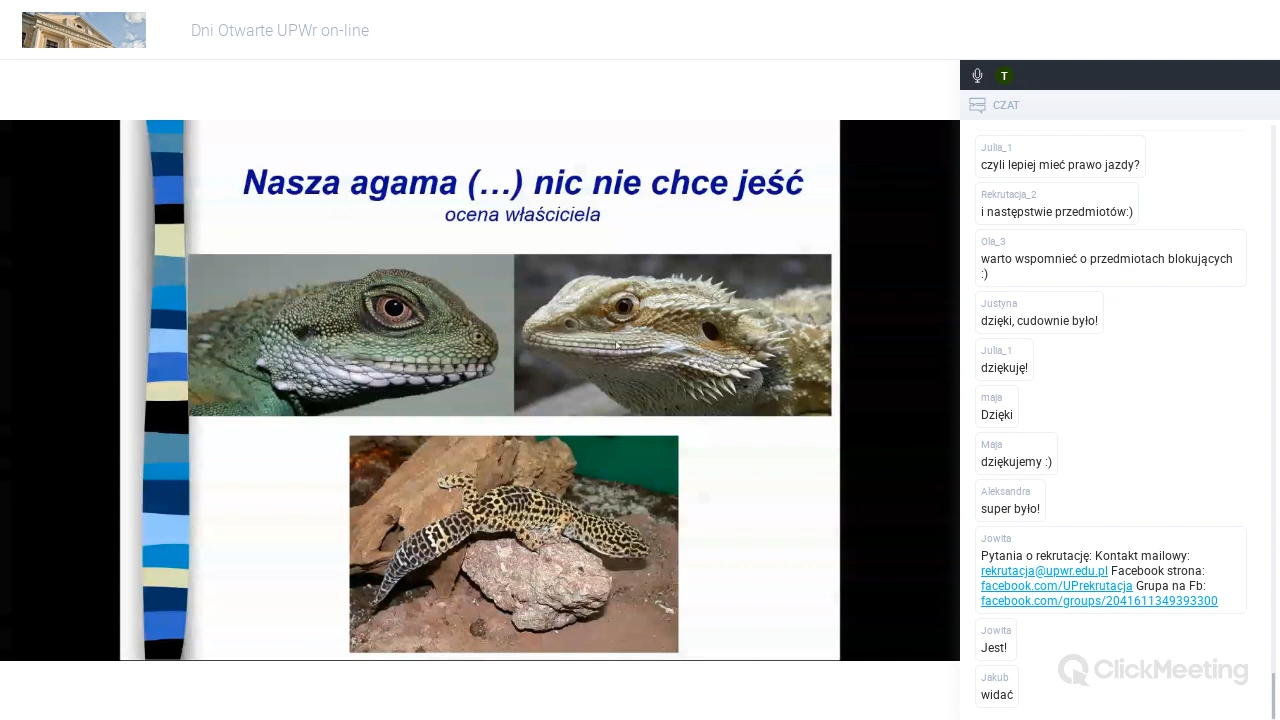 Dni Otwarte UPWr on-line
Nasza agama (...) nic nie chce jeść
ocena właściciela
T
CZAT
Julia_1
czyli lepiej mieć prawo jazdy?
Rekrutacja_2
i następstwie przedmiotów:)
Ola_3
warto wspomnieć o przedmiotach blokujących
:)
Justyna
dzięki, cudownie było!
Julia_1
dziękuję!
maja
Dzięki
Maja
dziękujemy :)
Aleksandra
super było!
Jowita
Pytania o rekrutację: Kontakt mailowy:
rekrutacja@upwr.edu.pl Facebook strona:
facebook.com/UPrekrutacja Grupa na Fb:
facebook.com/groups/2041611349393300
Jowita
Jest!
Jakub
widać
ClickMeeting